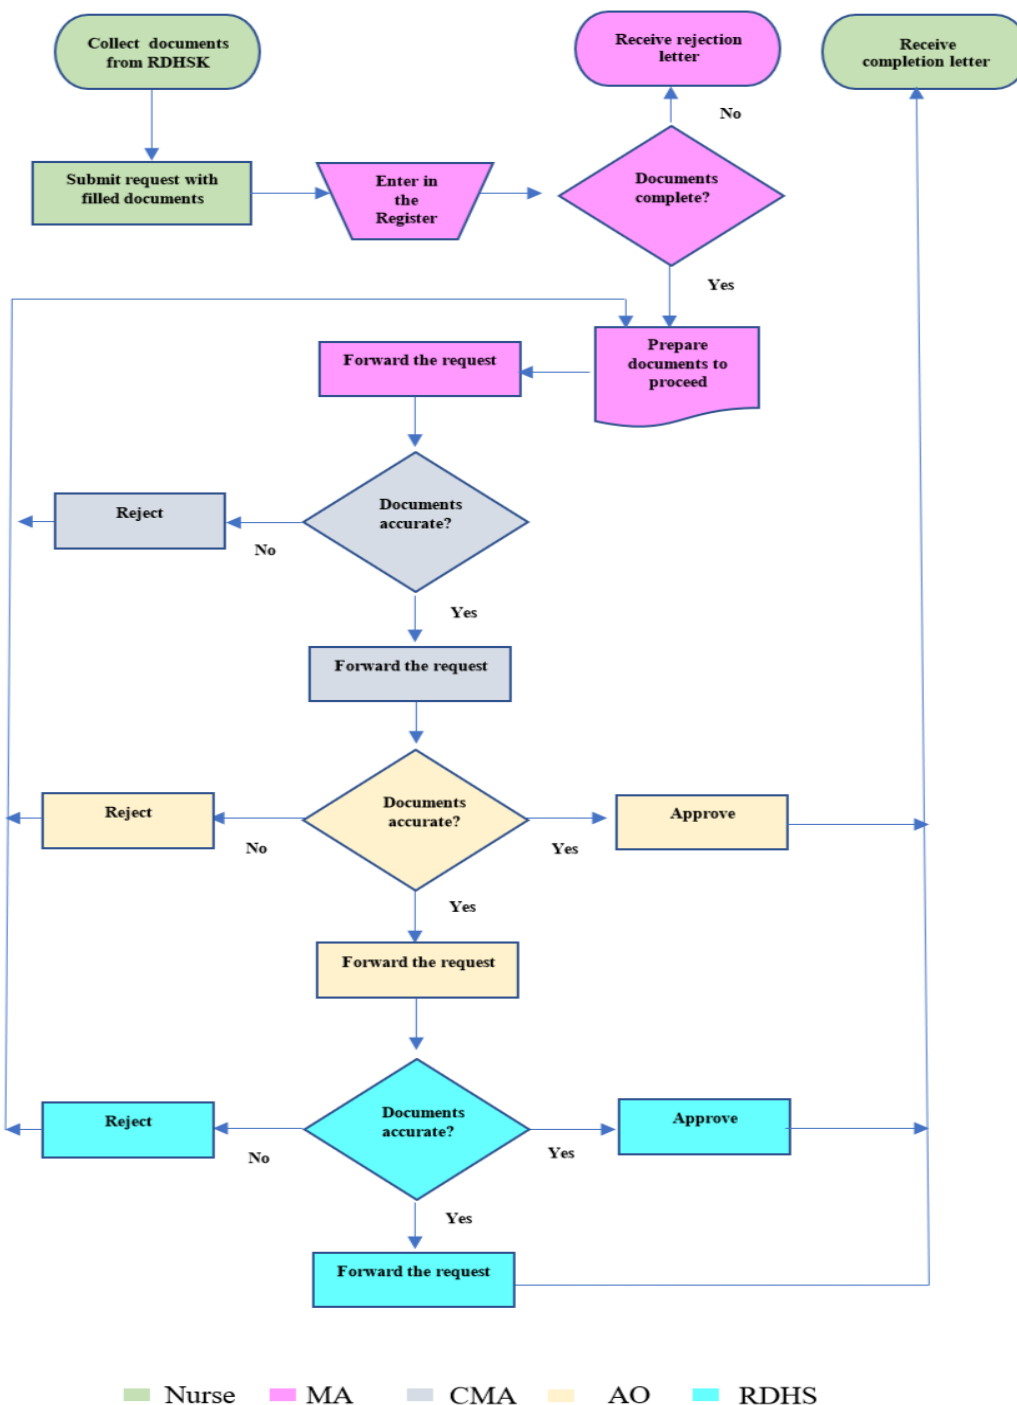 Collect documents
from RDHSK
Receive rejection
letter
Receive
completion letter
No
Submit request with
filled documents
Enter in
the
Register
Documents
complete?
Yes
Forward the request
Prepare
documents to
proceed
Reject
Documents
accurate?
No
Yes
Forward the request
Reject
Documents
accurate?
Approve
No
Yes
Yes
Forward the request
Reject
Documents
accurate?
Approve
No
Yes
Yes
Forward the request
Nurse MA CMA AO RDHS